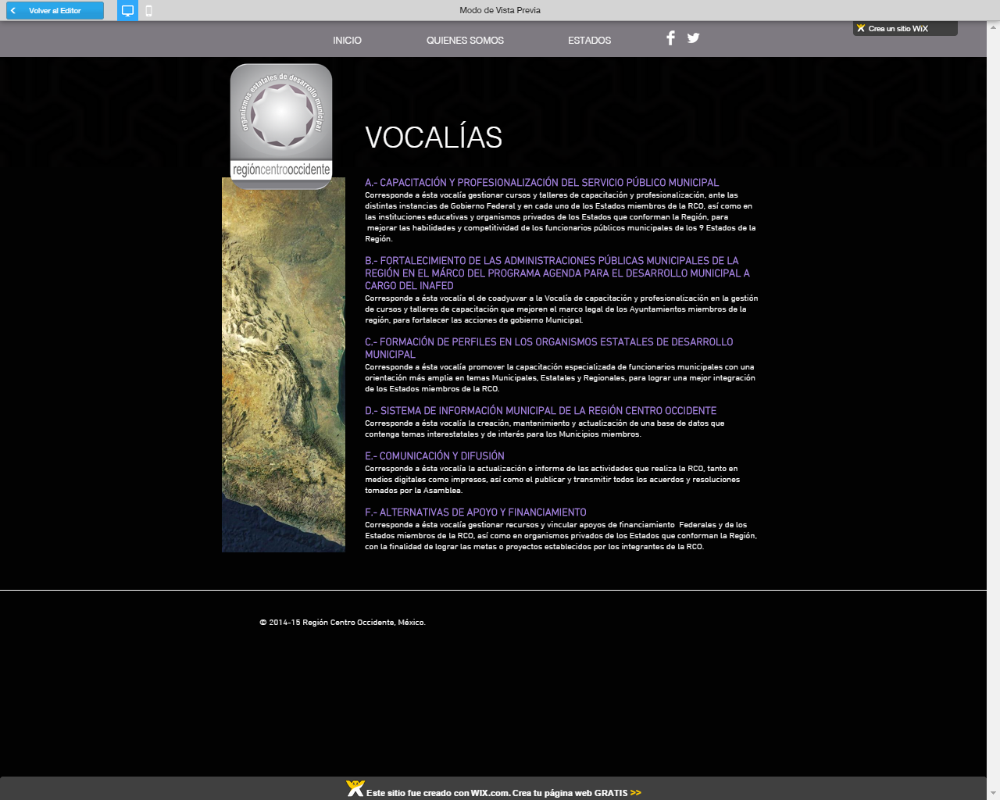 Volver al Editor
Modo de Vista Previa
INICIO
QUIENES SOMOS
ESTADOS
Crea un sitio WiX
organismos estatales de desarrollo municipal
regióncentrooccidente
VOCALÍAS
A.- CAPACITACIÓN Y PROFESIONALIZACIÓN DEL SERVICIO PÚBLICO MUNICIPAL
Corresponde a ésta vocalía gestionar cursos y talleres de capacitación y profesionalización, ante las
distintas instancias de Gobierno Federal y en cada uno de los Estados miembros de la RCO, así como en
las instituciones educativas y organismos privados de los Estados que conforman la Región, para
mejorar las habilidades y competitividad de los funcionarios públicos municipales de los 9 Estados de la
Región.
B.- FORTALECIMIENTO DE LAS ADMINISTRACIONES PÚBLICAS MUNICIPALES DE LA
REGIÓN EN EL MÁRCO DEL PROGRAMA AGENDA PARA EL DESARROLLO MUNICIPAL A
CARGO DEL INAFED
Corresponde a ésta vocalía el de coadyuvar a la Vocalía de capacitación y profesionalización en la gestión
de cursos y talleres de capacitación que mejoren el marco legal de los Ayuntamientos miembros de la
región, para fortalecer las acciones de gobierno Municipal.
C.- FORMACIÓN DE PERFILES EN LOS ORGANISMOS ESTATALES DE DESARROLLO
MUNICIPAL
Corresponde a ésta vocalía promover la capacitación especializada de funcionarios municipales con una
orientación más amplia en temas Municipales, Estatales y Regionales, para lograr una mejor integración
de los Estados miembros de la RCO.
D.- SISTEMA DE INFORMACIÓN MUNICIPAL DE LA REGIÓN CENTRO OCCIDENTE
Corresponde a ésta vocalía la creación, mantenimiento y actualización de una base de datos que
contenga temas interestatales y de interés para los Municipios miembros.
E.- COMUNICACIÓN Y DIFUSIÓN
Corresponde a ésta vocalía la actualización e informe de las actividades que realiza la RCO, tanto en
medios digitales como impresos, así como el publicar y transmitir todos los acuerdos y resoluciones
tomados por la Asamblea.
F.- ALTERNATIVAS DE APOYO Y FINANCIAMIENTO
Corresponde a ésta vocalía gestionar recursos y vincular apoyos de financiamiento  Federales y de los
Estados miembros de la RCO, así como en organismos privados de los Estados que conforman la Región,
con la finalidad de lograr las metas o proyectos establecidos por los integrantes de la RCO.
© 2014-15 Región Centro Occidente, México.
Este sitio fue creado con WIX.com. Crea tu página web GRATIS >>